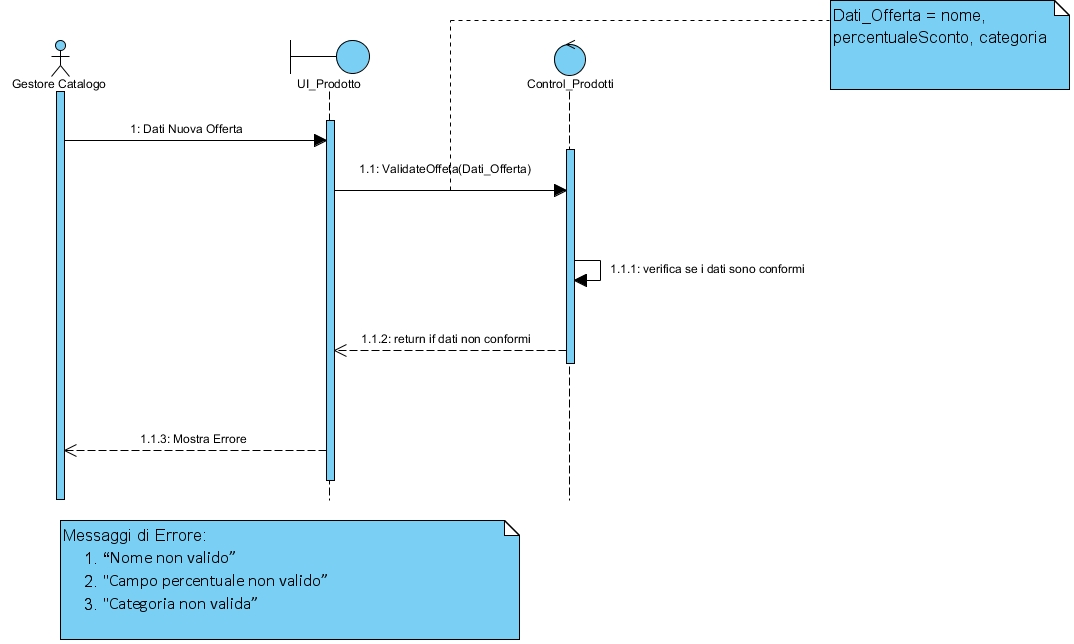 Dati_Offerta = nome,
percentualeSconto, categoria
Gestore Catalogo
UI_Prodotto
Control_Prodotti
1: Dati Nuova Offerta
1.1: ValidateOffeta(Dati_Offerta)
1.1.1: verifica se i dati sono conformi
1.1.2: return if dati non conformi
1.1.3: Mostra Errore
Messaggi di Errore:
1. “Nome non valido”
2. "Campo percentuale non valido”
3. "Categoria non valida”